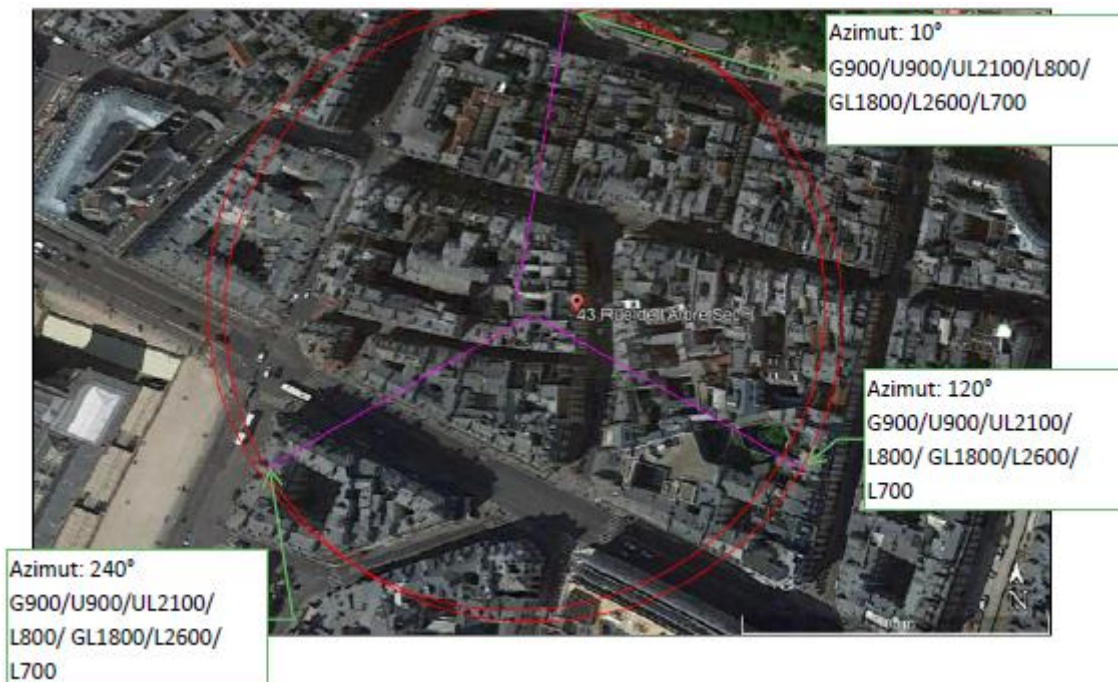 Azimut: 10°
G900/U900/UL2100/L800/
GL1800/L2600/L700
43 Rue de l'Arbre Sec
Azimut: 120°
G900/U900/UL2100/
L800/ GL1800/L2600/
L700
Azimut: 240°
G900/U900/UL2100/
L800/ GL1800/L2600/
L700
N